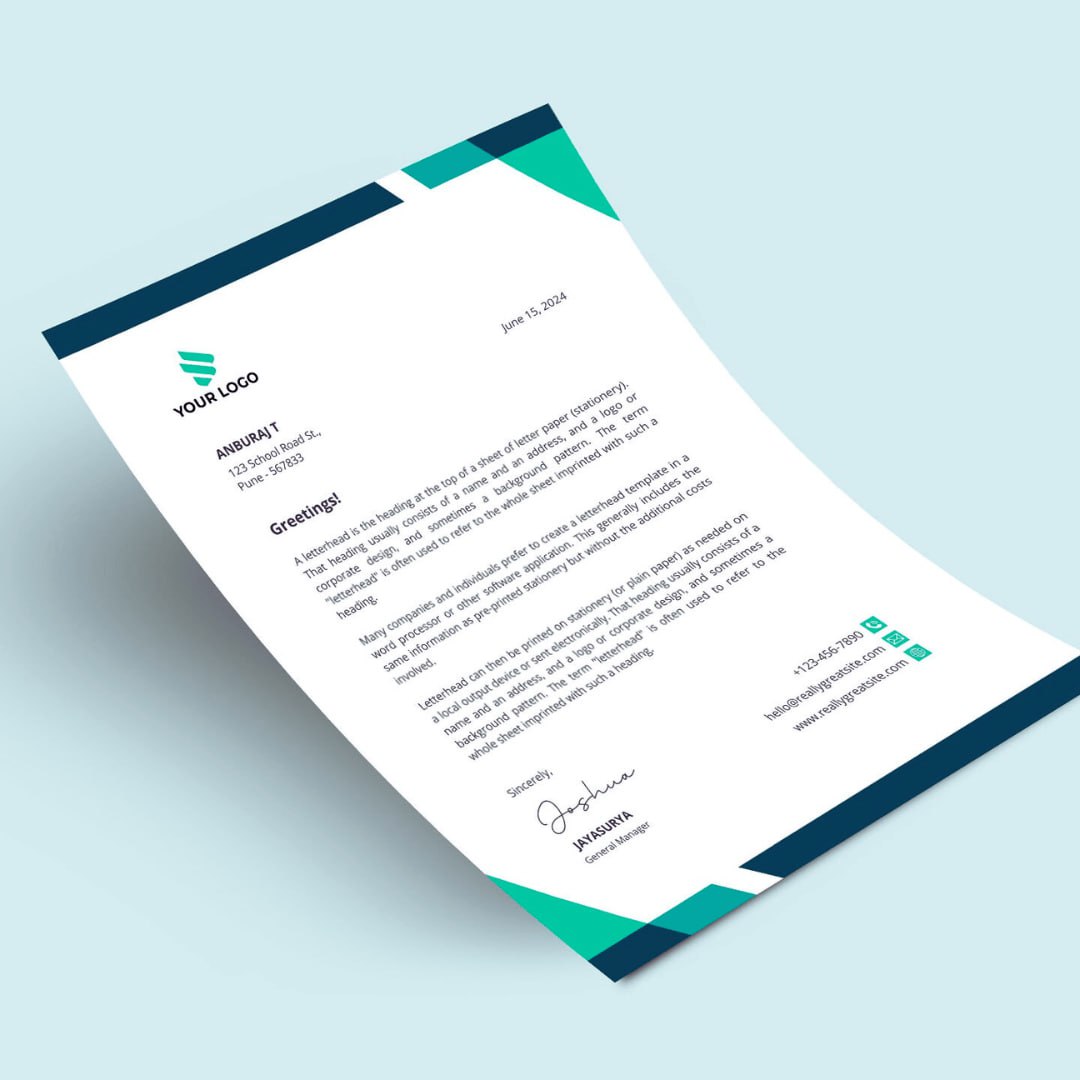 June 15, 2024
YOUR LOGO
ANBURAJ T
123 School Road St.,
Pune - 567833
Greetings!
A letterhead is the heading at the top of a sheet of letter paper (stationery).
That heading usually consists of a name and an address, and a logo or
corporate design, and sometimes a background pattern. The term
"letterhead" is often used to refer to the whole sheet imprinted with such a
heading.
Many companies and individuals prefer to create a letterhead template in a
word processor or other software application. This generally includes the
same information as pre-printed stationery but without the additional costs
involved.
Letterhead can then be printed on stationery (or plain paper) as needed on
a local output device or sent electronically. That heading usually consists of a
name and an address, and a logo or corporate design, and sometimes a
background pattern. The term "letterhead" is often used to refer to the
whole sheet imprinted with such a heading.
Sincerely,
Joshua
JAYASURYA
General Manager
+123-456-7890
hello@reallygreatsite.com
www.reallygreatsite.com